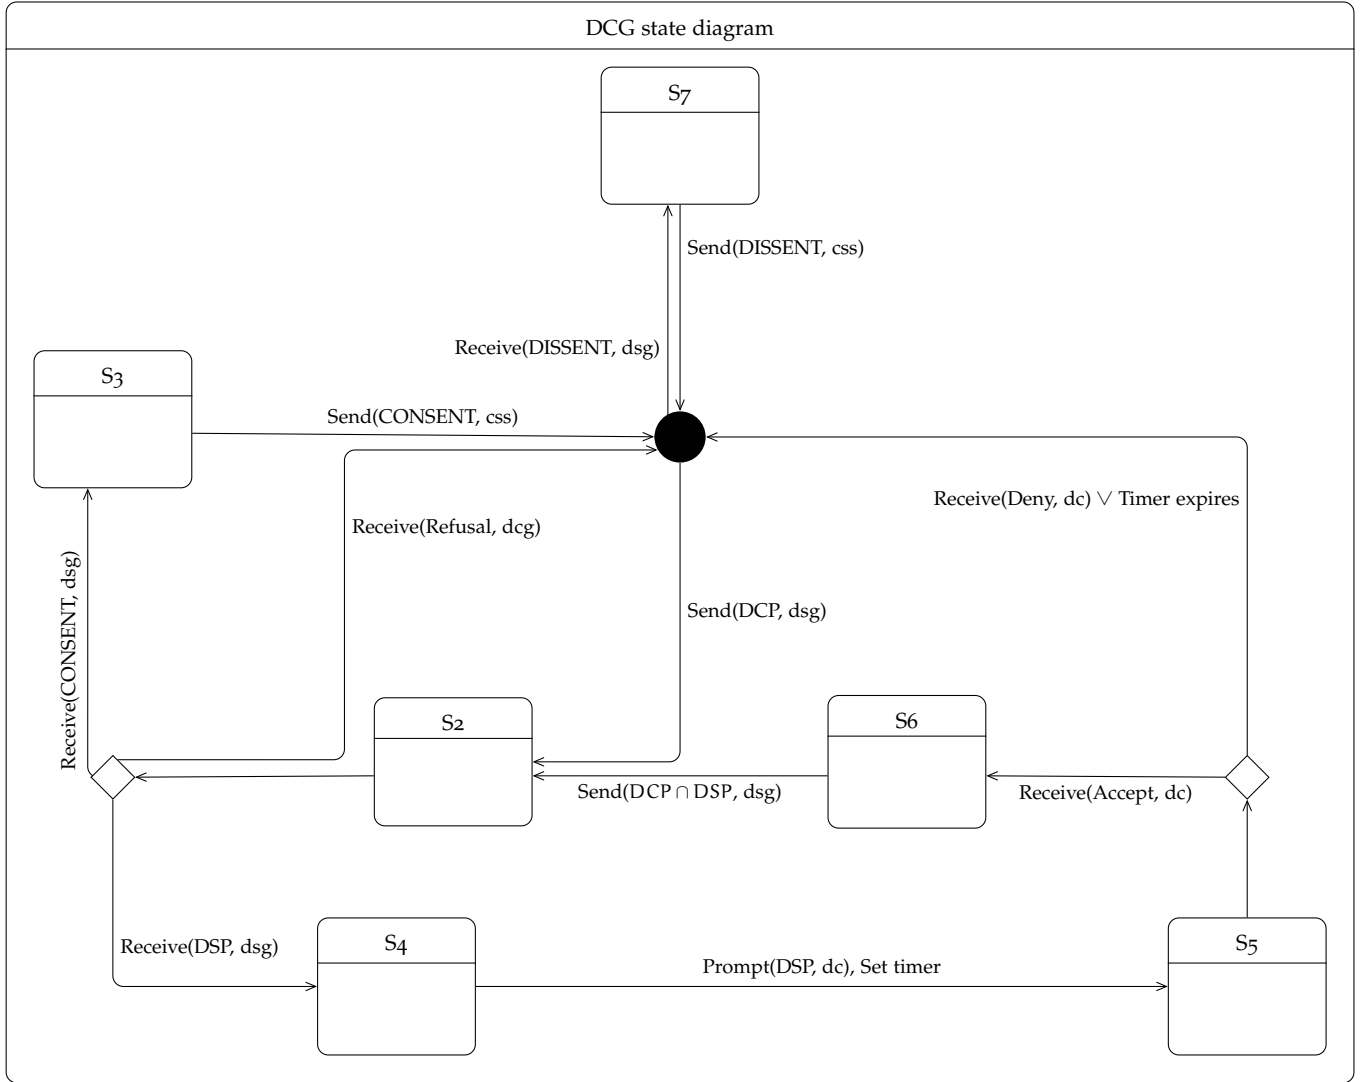 DCG state diagram
S7
Send(DISSENT, css)
Receive(DISSENT, dsg)
S3
Send(CONSENT, css)
Receive(Deny, dc) ∨ Timer expires
Receive(Refusal, dcg)
Receive(CONSENT, dsg)
Send(DCP, dsg)
S2
S6
Send(DCP ∩ DSP, dsg)
Receive(Accept, dc)
Receive(DSP, dsg)
S4
Prompt(DSP, dc), Set timer
S5